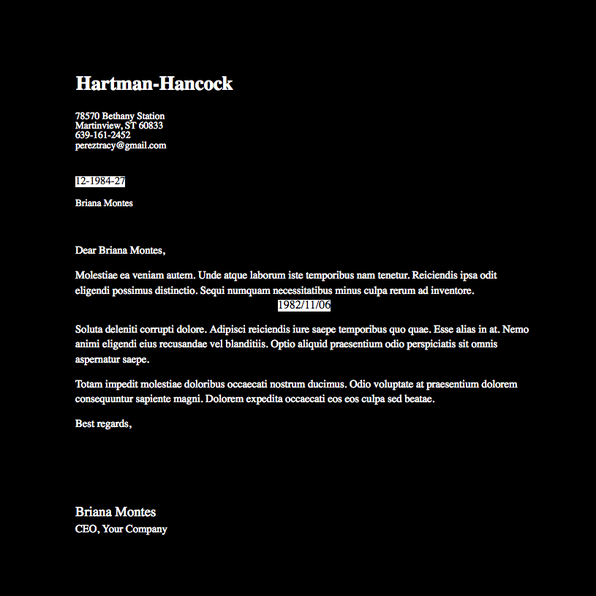 Hartman-Hancock
78570 Bethany Station
Martinview, ST 60833
639-161-2452
pereztracy@gmail.com
12-1984-27
Briana Montes
Dear Briana Montes,
Molestiae ea veniam autem. Unde atque laborum iste temporibus nam tenetur. Reiciendis ipsa odit
eligendi possimus distinctio. Sequi numquam necessitatibus minus culpa rerum ad inventore.
1982/11/06
Soluta deleniti corrupti dolore. Adipisci reiciendis iure saepe temporibus quo quae. Esse alias in at. Nemo
animi eligendi eius recusandae vel blanditiis. Optio aliquid praesentium odio perspiciatis sit omnis
aspernatur saepe.
Totam impedit molestiae doloribus occaecati nostrum ducimus. Odio voluptate at praesentium dolorem
consequuntur sapiente magni. Dolorem expedita occaecati eos eos culpa sed beatae.
Best regards,
Briana Montes
CEO, Your Company